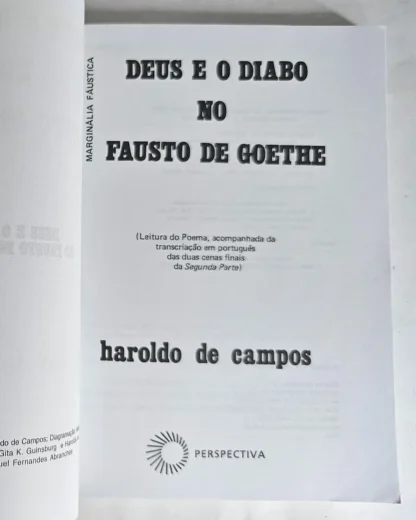 MARGINÁLIA FÁUSTICA
DEUS E O DIABO
NO
FAUSTO DE GOETHE
(Leitura do Poema, acompanhada da
transcriação em português
das duas cenas finais
da Segunda Parte)
haroldo de campos
PERSPECTIVA
do de Campos; Diagramação
Gita K. Guinsburg e Haroldo
uel Fernandes Abranches